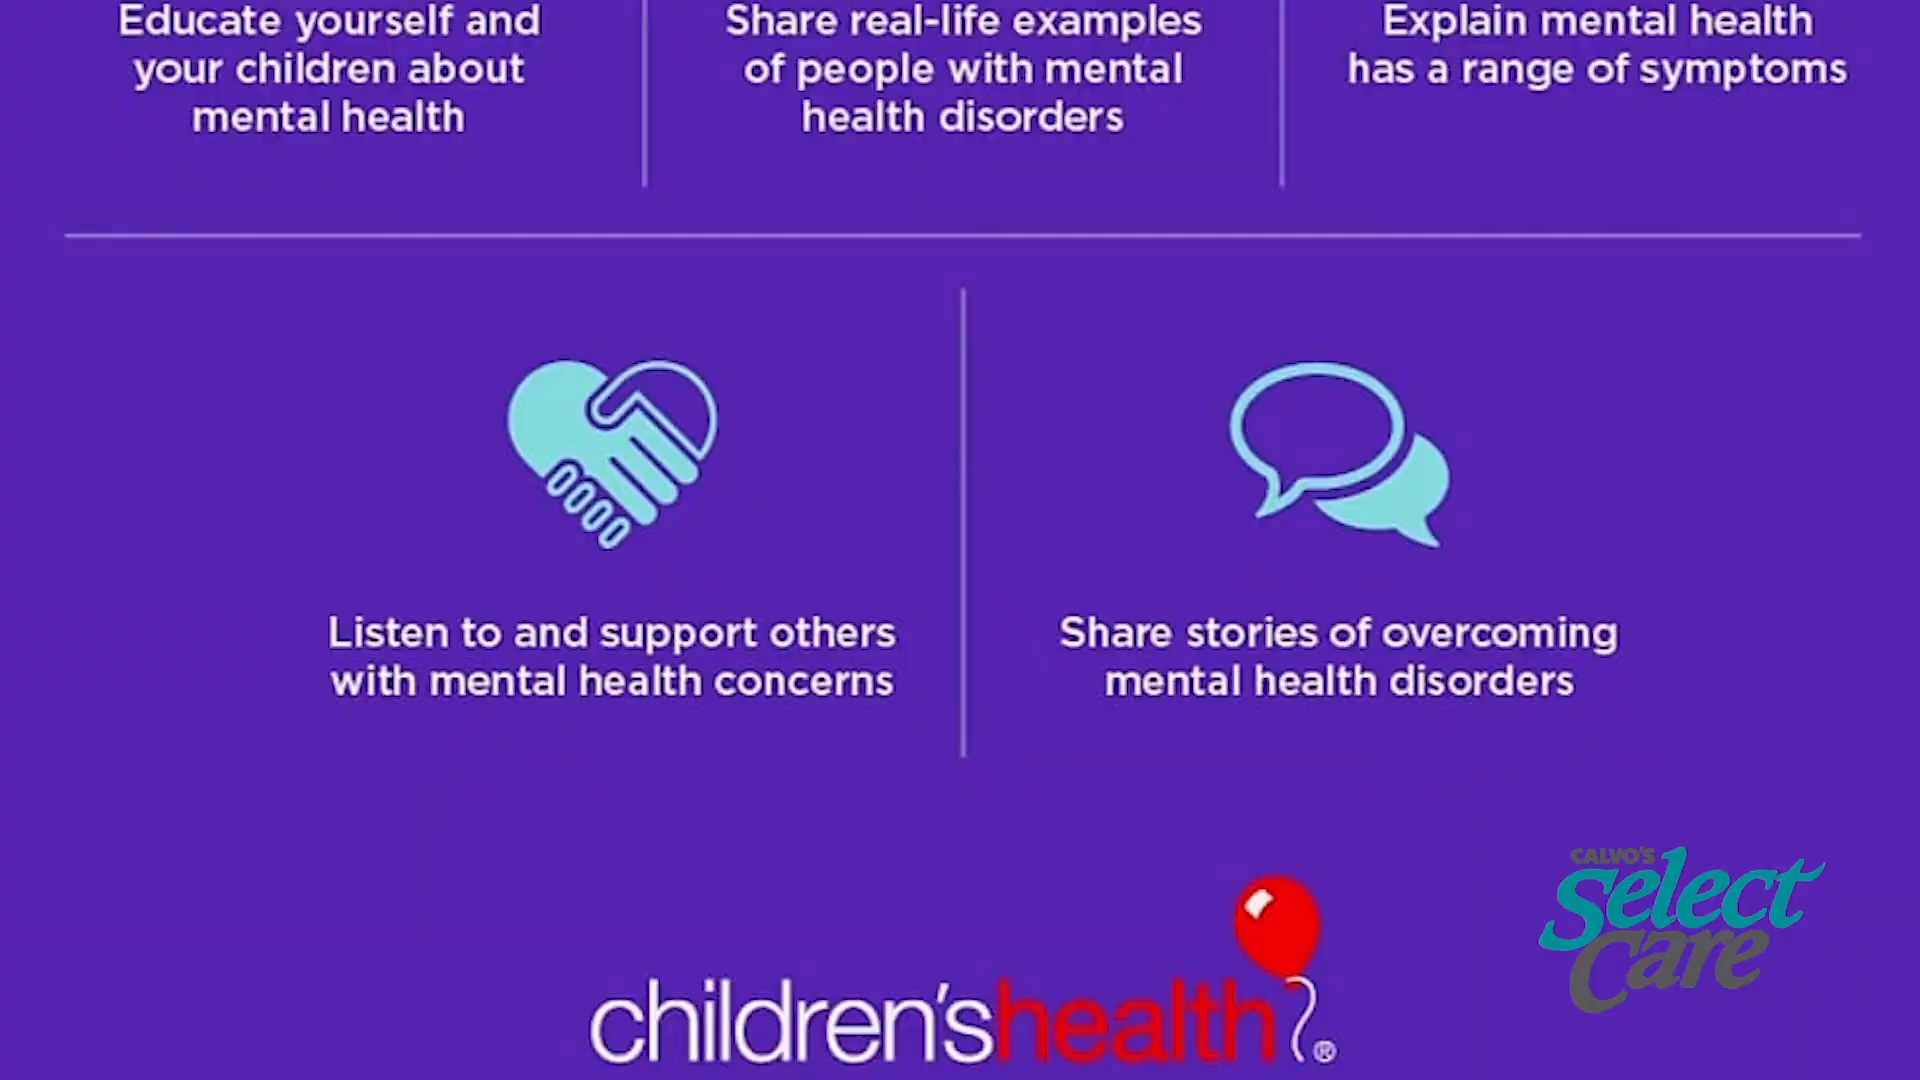 Educate yourself and
your children about
mental health
Share real-life examples
of people with mental
health disorders
Explain mental health
has a range of symptoms
Listen to and support others
with mental health concerns
Share stories of overcoming
mental health disorders
CALVO'S
Select
Care
children'shealth®